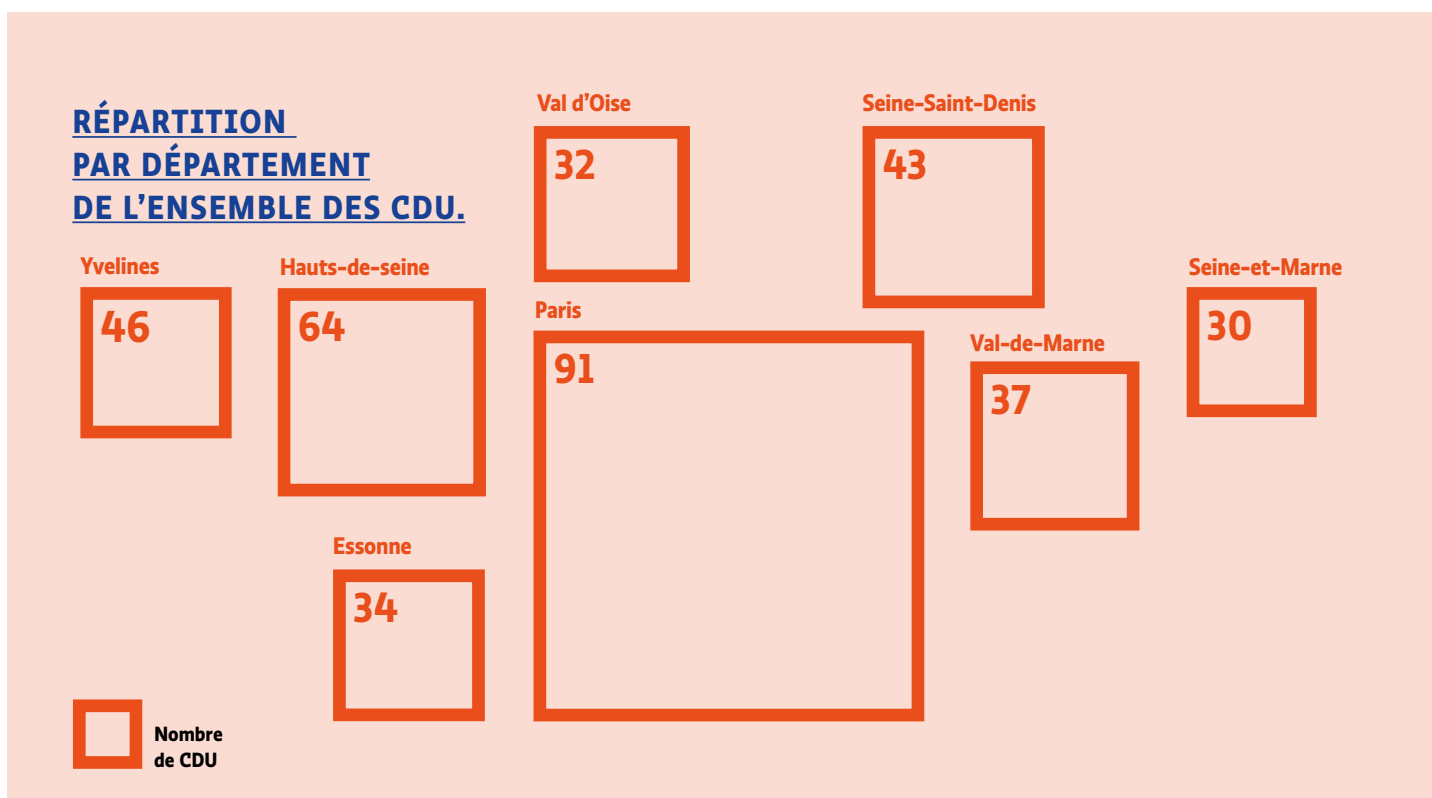 RÉPARTITION
PAR DÉPARTEMENT
DE L'ENSEMBLE DES CDU.
Val d'Oise
32
Seine-Saint-Denis
43
Yvelines
46
Hauts-de-seine
64
Seine-et-Marne
30
Paris
91
Val-de-Marne
37
Essonne
34
Nombre
de CDU